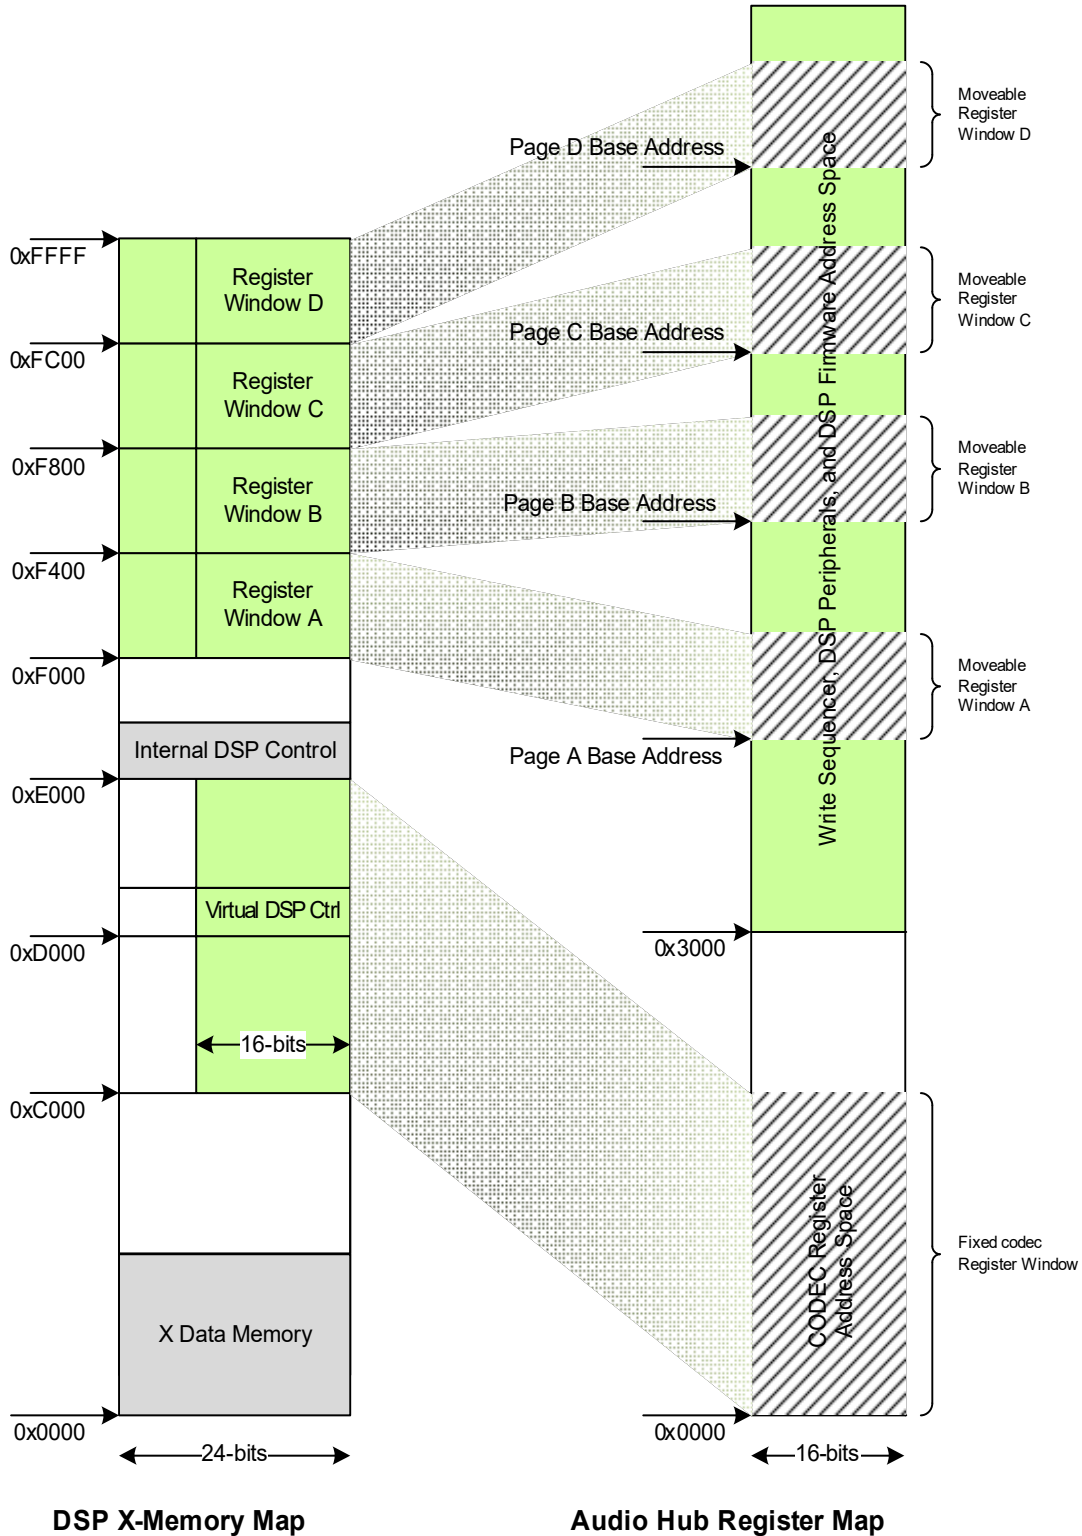 Moveable
Register
Window D
Page D Base Address
0xFFFF
Register
Window D
Moveable
Register
Window C
Page C Base Address
0xFC00
Register
Window C
0xF800
Moveable
Register
Window B
Page B Base Address
Register
Window B
0xF400
Register
Window A
0xF000
Moveable
Register
Window A
Page A Base Address
Write Sequencer, DSP Peripherals, and DSP Firmware Address Space
Internal DSP Control
0xE000
Virtual DSP Ctrl
0xD000
0x3000
16-bits
0xC000
CODEC Register
Address Space
Fixed codec
Register Window
X Data Memory
0x0000
0x0000
24-bits
16-bits
DSP X-Memory Map
Audio Hub Register Map